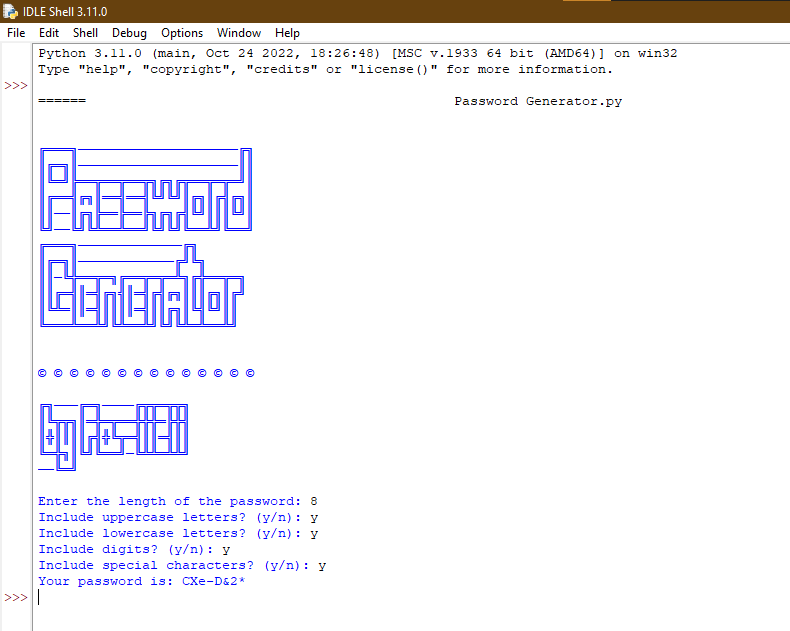 IDLE Shell 3.11.0
File Edit Shell Debug Options Window Help
Python 3.11.0 (main, Oct 24 2022, 18:26:48) [MSC v.1933 64 bit (AMD64)] on win32
Type "help", "copyright", "credits" or "license()" for more information.
>>>
====== Password Generator.py
Password
Generator
© © © © © © © © © © © © © ©
Enter the length of the password: 8
Include uppercase letters? (y/n): y
Include lowercase letters? (y/n): y
Include digits? (y/n): y
Include special characters? (y/n): y
Your password is: CXe-D&2*
>>>